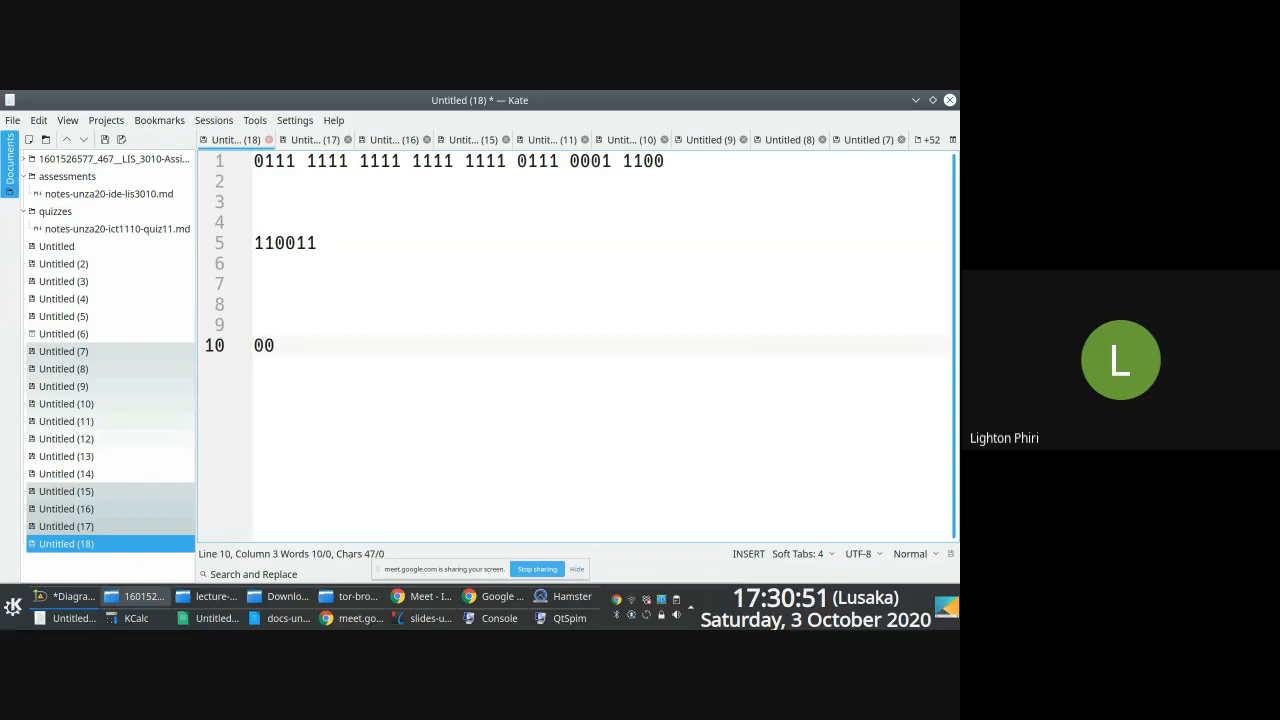 Untitled (18) * — Kate
File Edit View Projects Bookmarks Sessions Tools Settings Help
Untit... (18) Untit... (17) Untit... (16) Untit... (15) Untit... (11) Untit... (10) Untitled (9) Untitled (8) Untitled (7) +52
Documents
1601526577_467__LIS_3010-Assi...
assessments
notes-unza20-ide-lis3010.md
quizzes
notes-unza20-ict1110-quiz11.md
Untitled
Untitled (2)
Untitled (3)
Untitled (4)
Untitled (5)
Untitled (6)
Untitled (7)
Untitled (8)
Untitled (9)
Untitled (10)
Untitled (11)
Untitled (12)
Untitled (13)
Untitled (14)
Untitled (15)
Untitled (16)
Untitled (17)
Untitled (18)
1 0111 1111 1111 1111 1111 0111 0001 1100
2
3
4
5 110011
6
7
8
9
10 00
Line 10, Column 3 Words 10/0, Chars 47/0
INSERT Soft Tabs: 4 UTF-8 Normal
Search and Replace
meet.google.com is sharing your screen. Stop sharing Hide
*Diagra... 160152... lecture-... Downlo... tor-bro... Meet - I... Google ... Hamster
Untitled... KCalc Untitled... docs-un... meet.go... slides-u... Console QtSpim
17:30:51 (Lusaka)
Saturday, 3 October 2020
L
Lighton Phiri